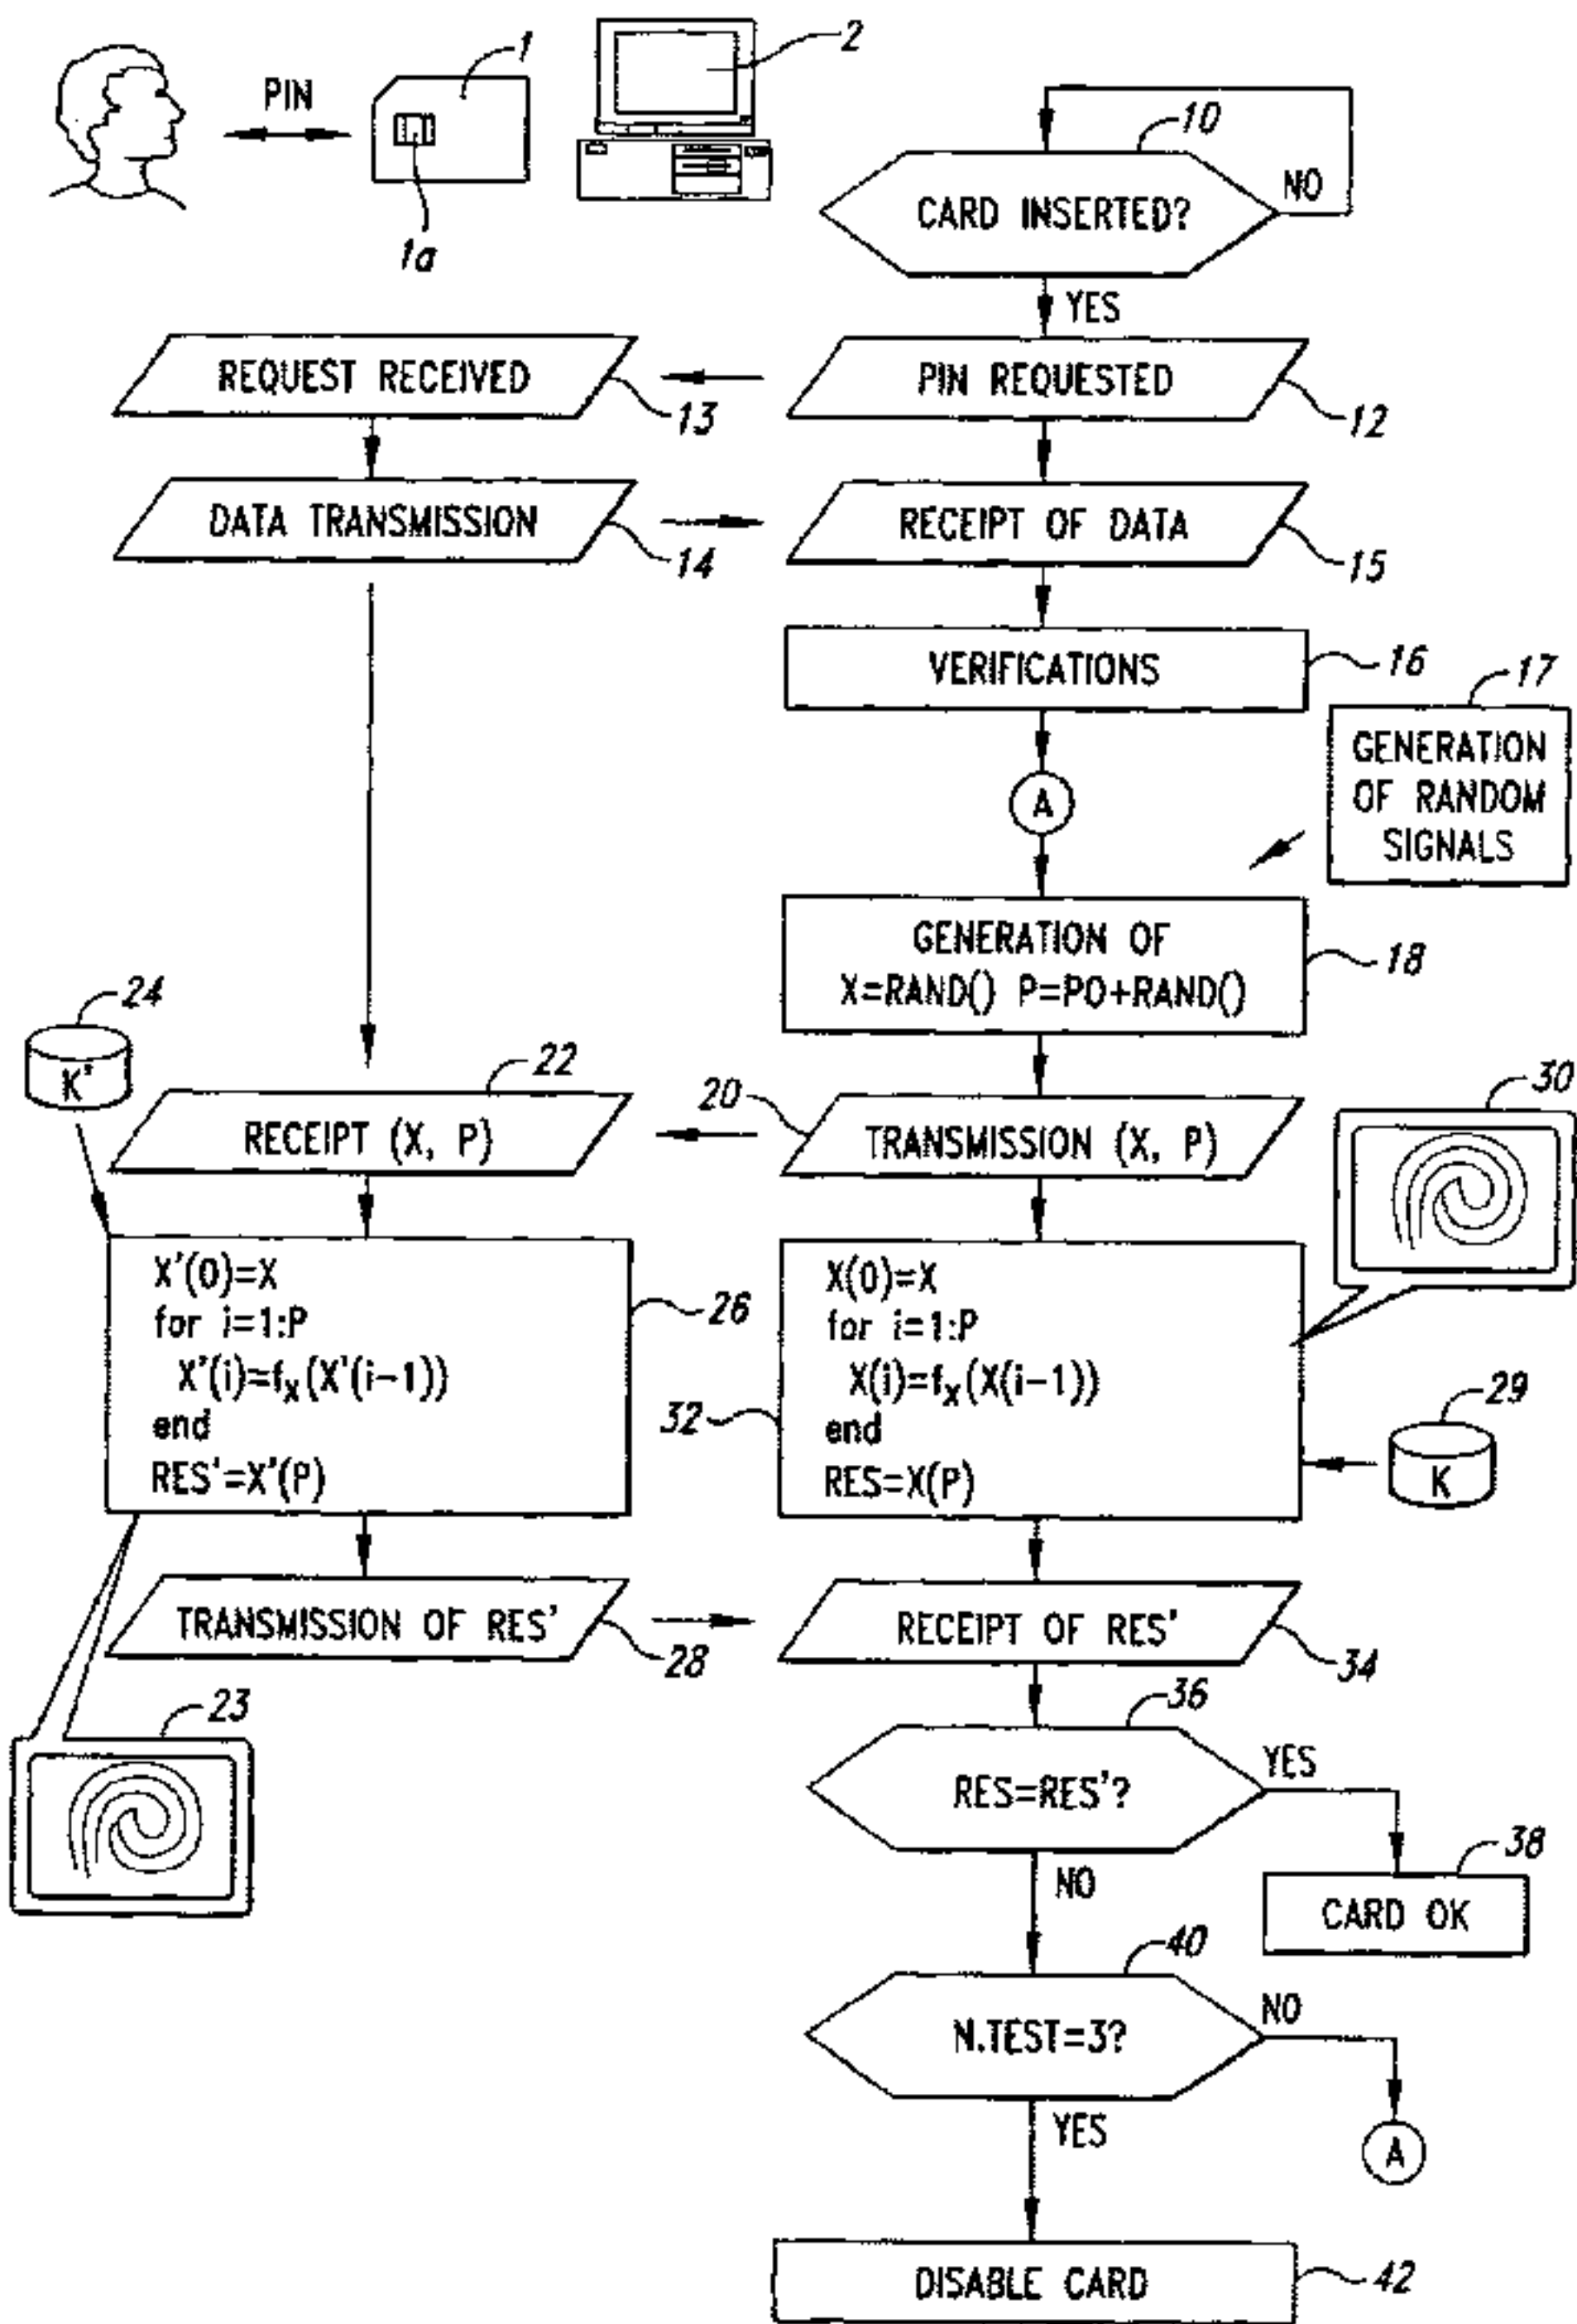 1
2
PIN
1a
10
CARD INSERTED?
NO
YES
REQUEST RECEIVED
13
PIN REQUESTED
12
DATA TRANSMISSION
14
RECEIPT OF DATA
15
VERIFICATIONS
16
17
GENERATION
OF RANDOM
SIGNALS
A
GENERATION OF
X=RAND() P=PO+RAND()
18
24
K'
22
RECEIPT (X, P)
20
TRANSMISSION (X, P)
30
X'(0)=X
for i=1:P
X'(i)=fx(X'(i-1))
end
RES'=X'(P)
26
X(0)=X
for i=1:P
X(i)=fx(X(i-1))
end
RES=X(P)
32
29
K
TRANSMISSION OF RES'
28
RECEIPT OF RES'
34
23
36
RES=RES'?
YES
NO
38
CARD OK
40
N.TEST=3?
NO
YES
A
DISABLE CARD
42